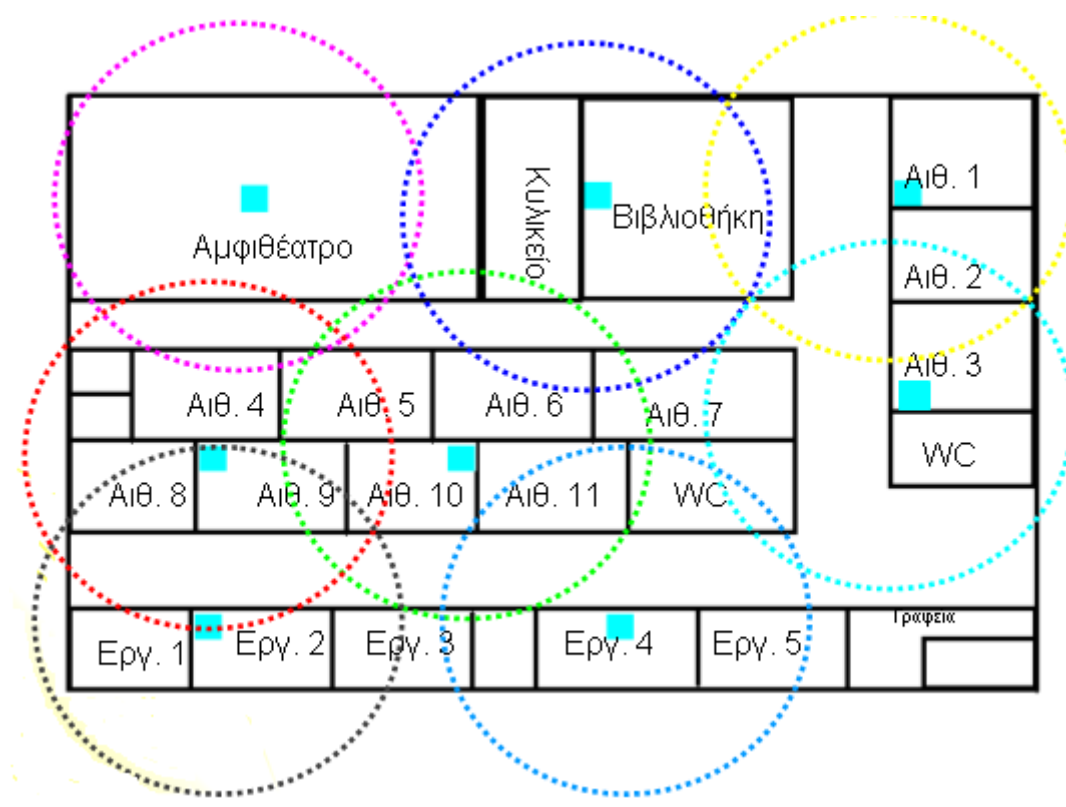 Αμφιθέατρο
Κυλικείο
Βιβλιοθήκη
Αιθ. 1
Αιθ. 2
Αιθ. 3
WC
Αιθ. 4
Αιθ. 5
Αιθ. 6
Αιθ. 7
Αιθ. 8
Αιθ. 9
Αιθ. 10
Αιθ. 11
WC
Εργ. 1
Εργ. 2
Εργ. 3
Εργ. 4
Εργ. 5
Γραφεια